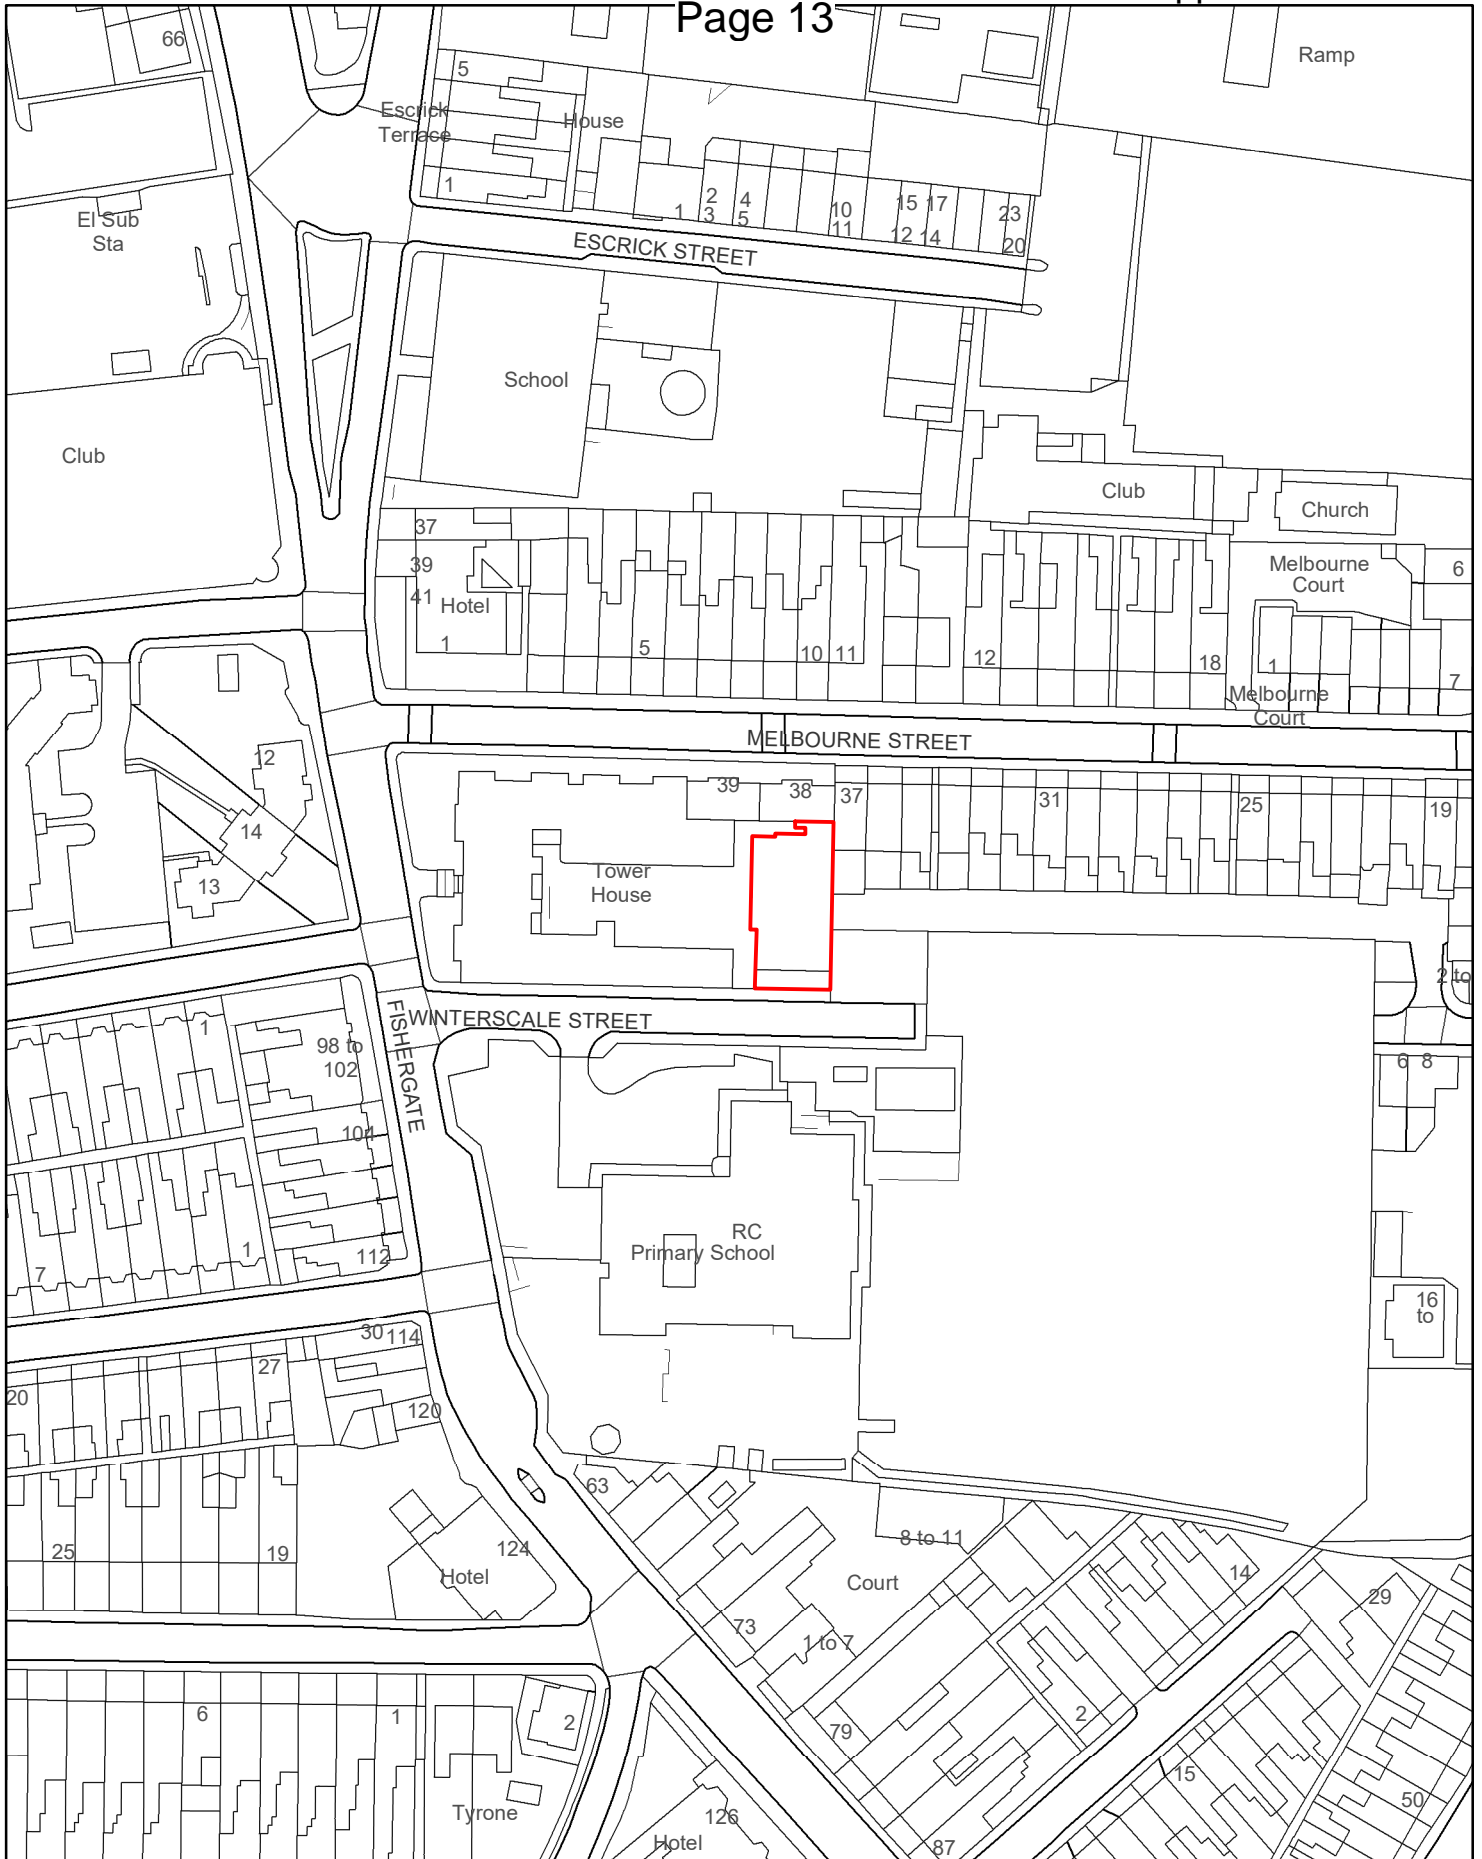 Page 13
66
5
Ramp
Escrick
Terrace
House
1
1
2
3
4
5
10
11
15 17
12 14
23
20
El Sub
Sta
ESCRICK STREET
School
Club
Club
Church
37
39
41
Hotel
1
5
10
11
12
18
Melbourne
Court
6
1
7
Melbourne
Court
MELBOURNE STREET
12
14
13
39
38
37
31
25
19
Tower
House
2 to
WINTERSCALE STREET
FISHERGATE
1
98 to
102
104
6
8
1
7
112
RC
Primary School
16
to
30
114
27
20
120
63
25
19
124
Hotel
8 to 11
Court
14
29
73
1 to 7
6
1
2
79
2
15
50
Tyrone
126
Hotel
87